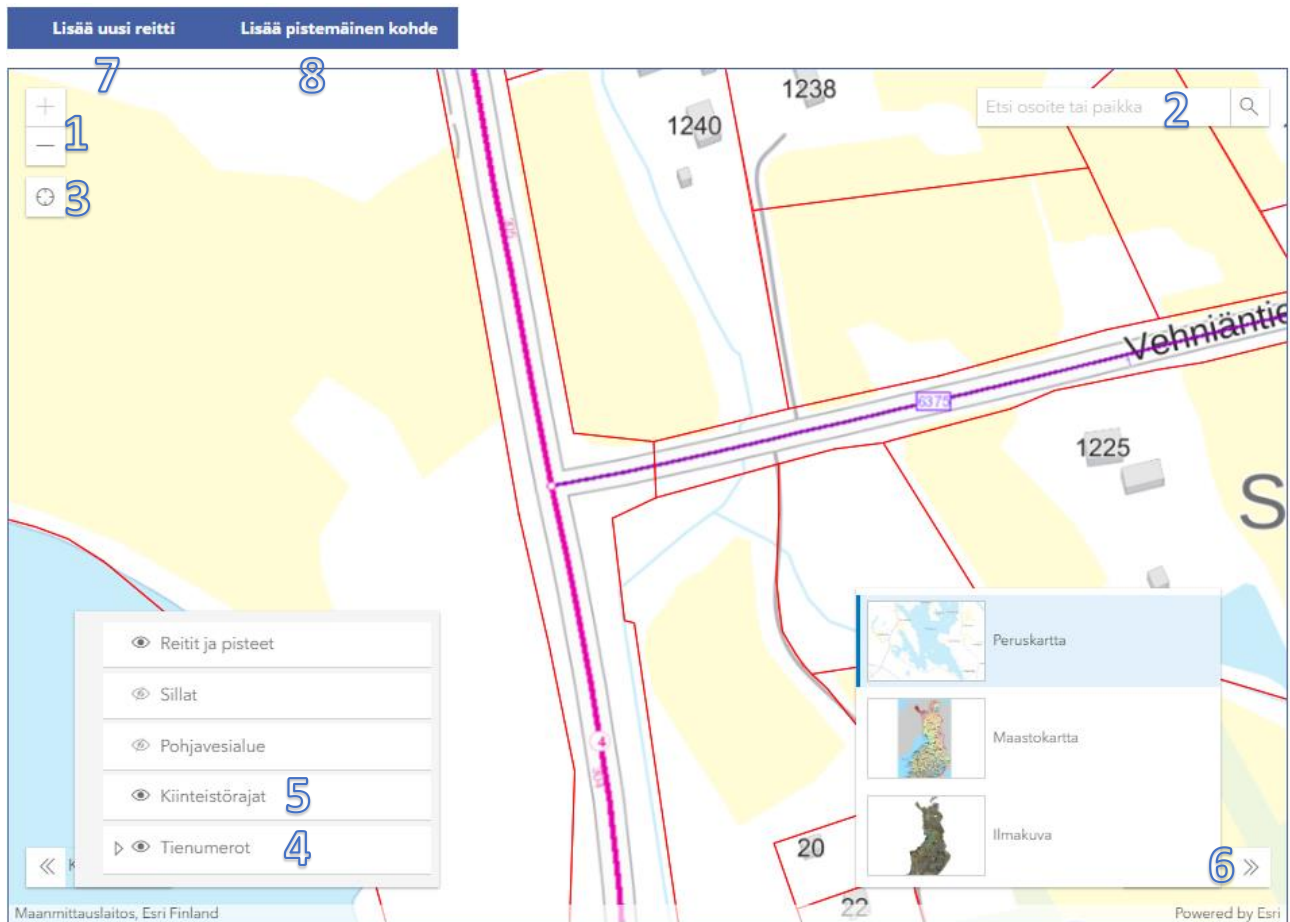 Lisää uusi reitti Lisää pistemäinen kohde
7 8
1238
1240
Etsi osoite tai paikka 2
1
3
Vehniäntie
1225
S
Reitit ja pisteet
Sillat
Pohjavesialue
Kiinteistörajat 5
Tienumerot 4
Peruskartta
Maastokartta
Ilmakuva
4
20
6
22
K
Maanmittauslaitos, Esri Finland
Powered by Esri